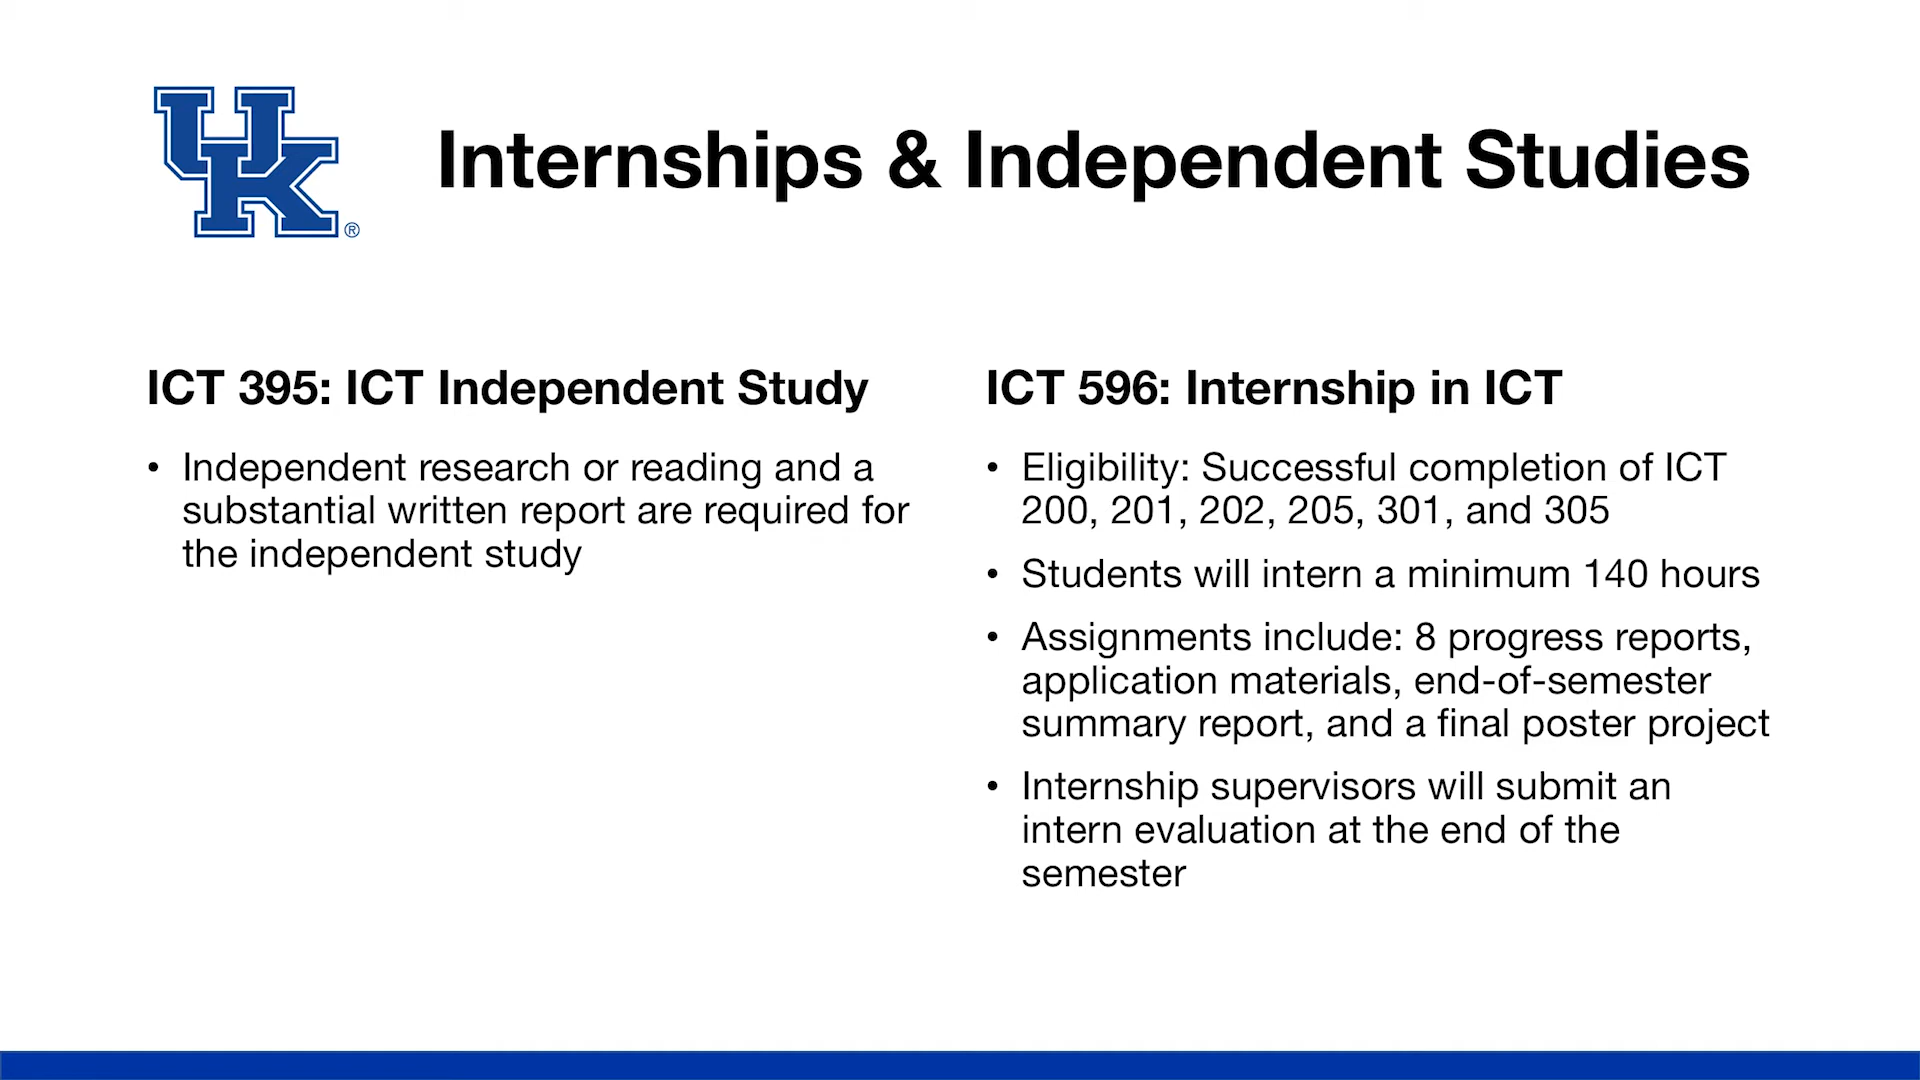 UK®
Internships & Independent Studies
ICT 395: ICT Independent Study
• Independent research or reading and a
substantial written report are required for
the independent study
ICT 596: Internship in ICT
• Eligibility: Successful completion of ICT
200, 201, 202, 205, 301, and 305
• Students will intern a minimum 140 hours
• Assignments include: 8 progress reports,
application materials, end-of-semester
summary report, and a final poster project
• Internship supervisors will submit an
intern evaluation at the end of the
semester